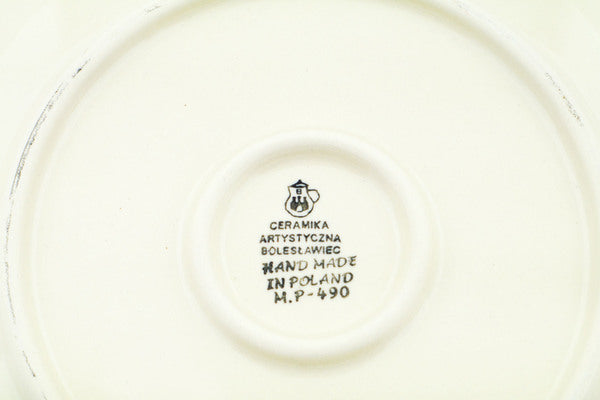 CERAMIKA
ARTYSTYCZNA
BOLESŁAWIEC
HAND MADE
IN POLAND
M.P-490